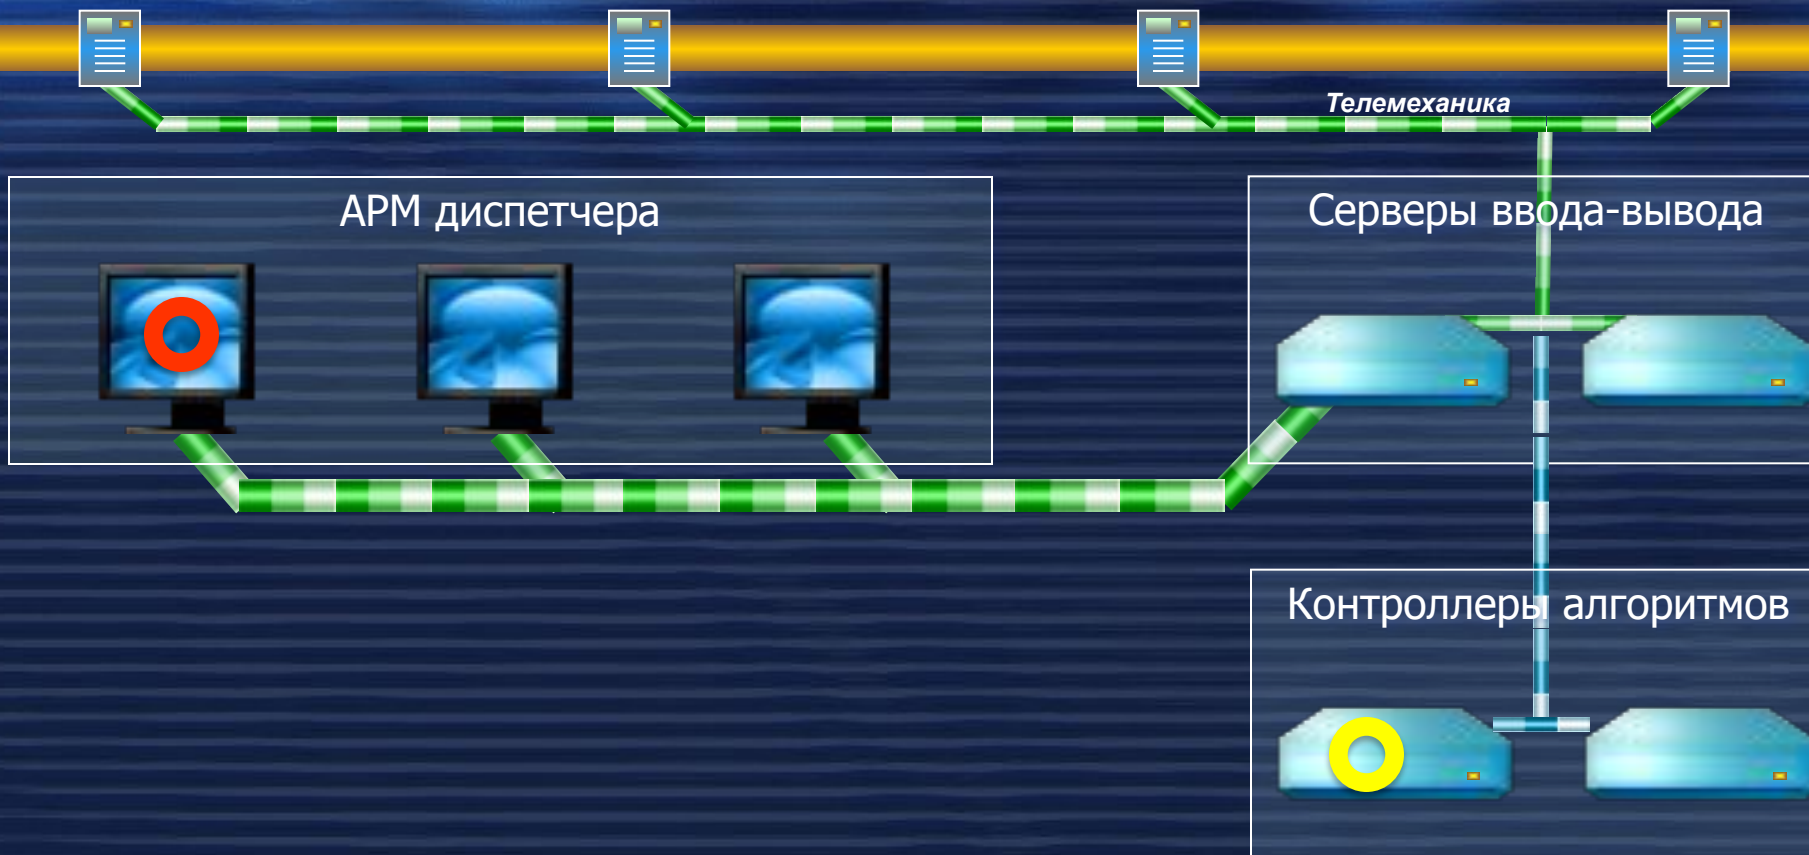 Телемеханика
АРМ диспетчера
Серверы ввода-вывода
Контроллеры алгоритмов